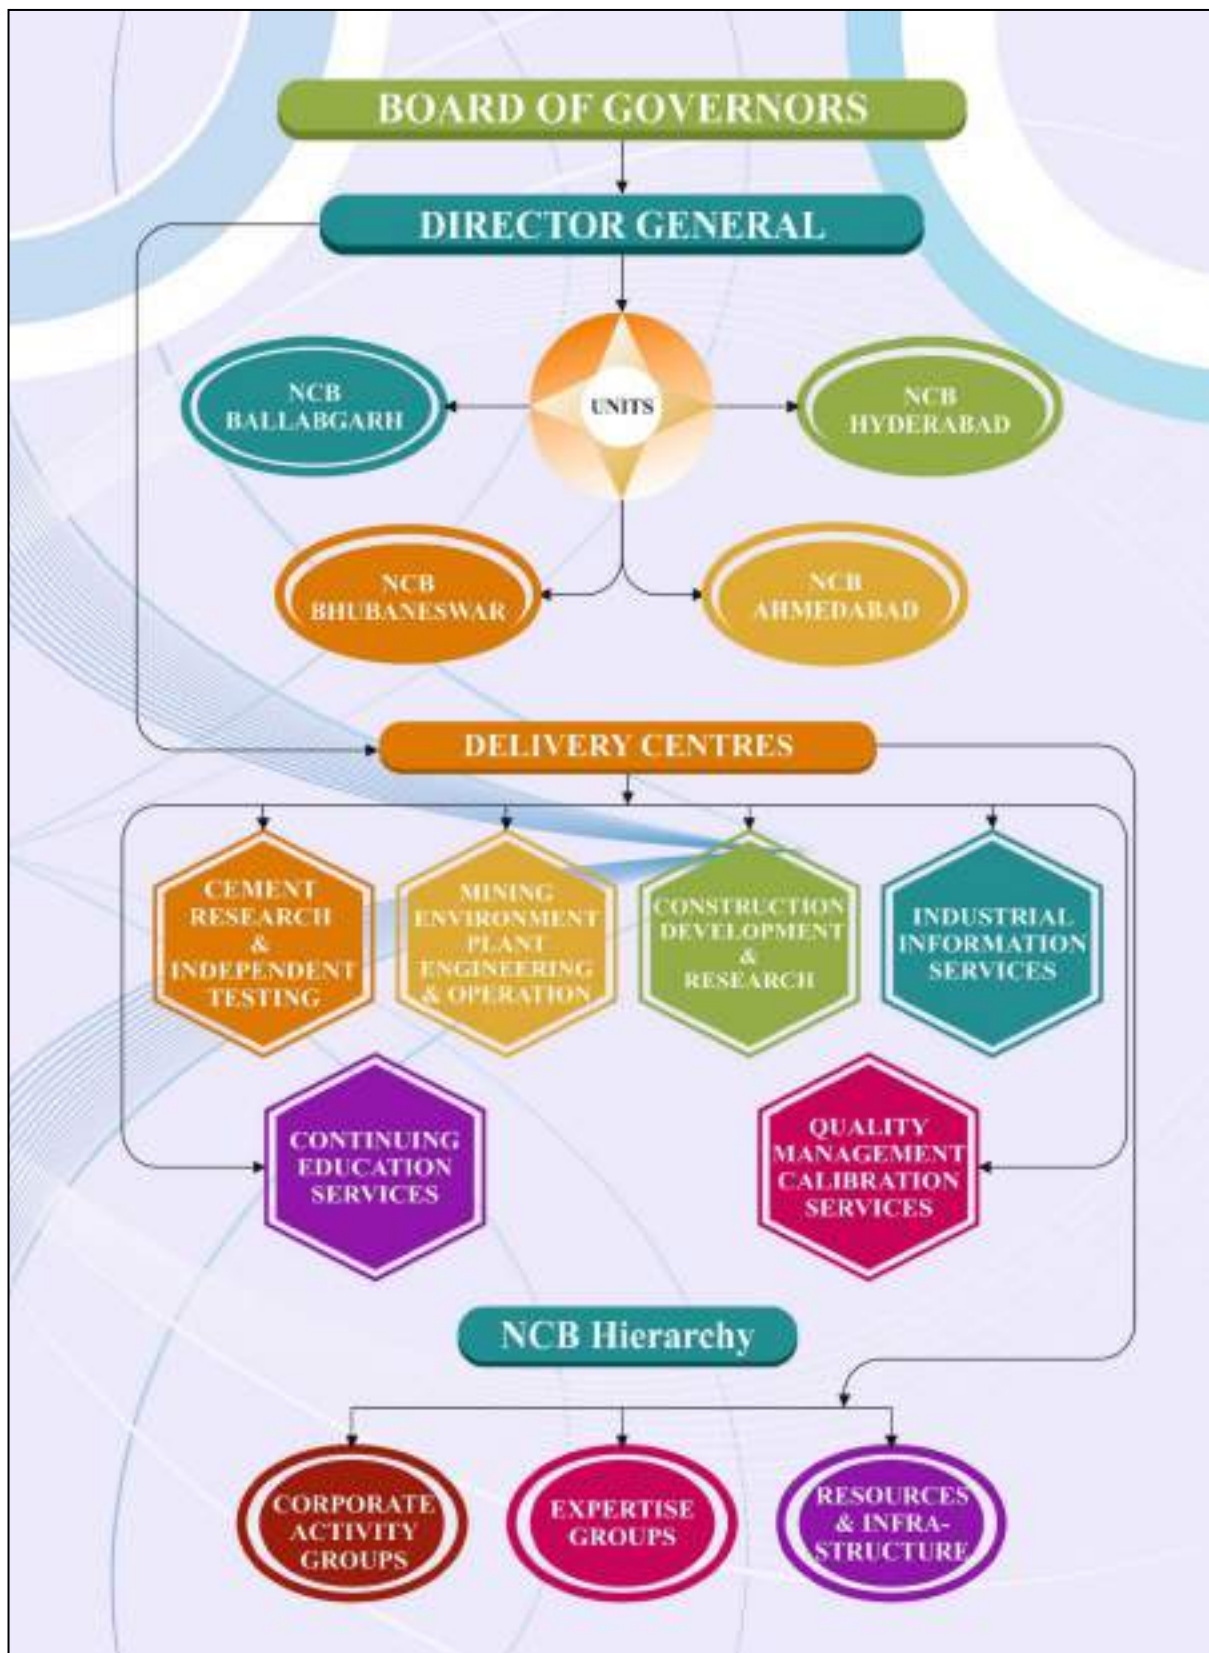 BOARD OF GOVERNORS
DIRECTOR GENERAL
UNITS
NCB
BALLABGARH
NCB
HYDERABAD
NCB
BHUBANESWAR
NCB
AHMEDABAD
DELIVERY CENTRES
CEMENT
RESEARCH
&
INDEPENDENT
TESTING
MINING
ENVIRONMENT
PLANT
ENGINEERING
& OPERATION
CONSTRUCTION
DEVELOPMENT
&
RESEARCH
INDUSTRIAL
INFORMATION
SERVICES
CONTINUING
EDUCATION
SERVICES
QUALITY
MANAGEMENT
CALIBRATION
SERVICES
NCB Hierarchy
CORPORATE
ACTIVITY
GROUPS
EXPERTISE
GROUPS
RESOURCES
& INFRA-
STRUCTURE